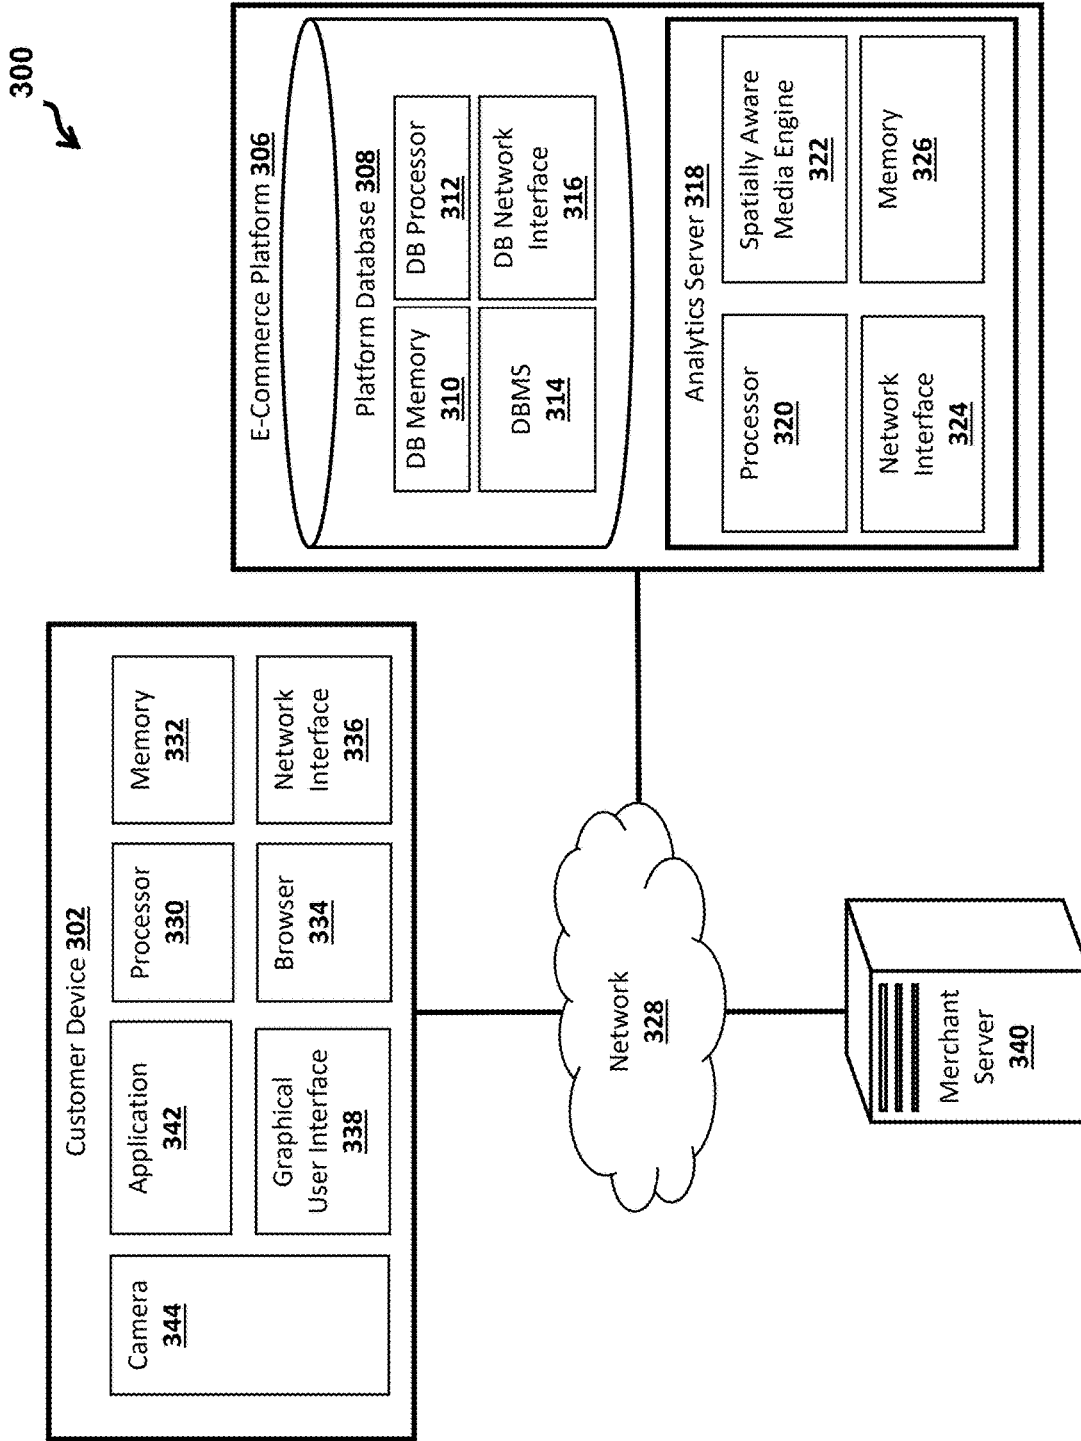 300
Customer Device 302
Camera
344
Application
342
Processor
330
Memory
332
Graphical
User Interface
338
Browser
334
Network
Interface
336
E-Commerce Platform 306
Platform Database 308
DB Memory
310
DB Processor
312
DBMS
314
DB Network
Interface
316
Analytics Server 318
Processor
320
Spatially Aware
Media Engine
322
Network
Interface
324
Memory
326
Network
328
Merchant
Server
340